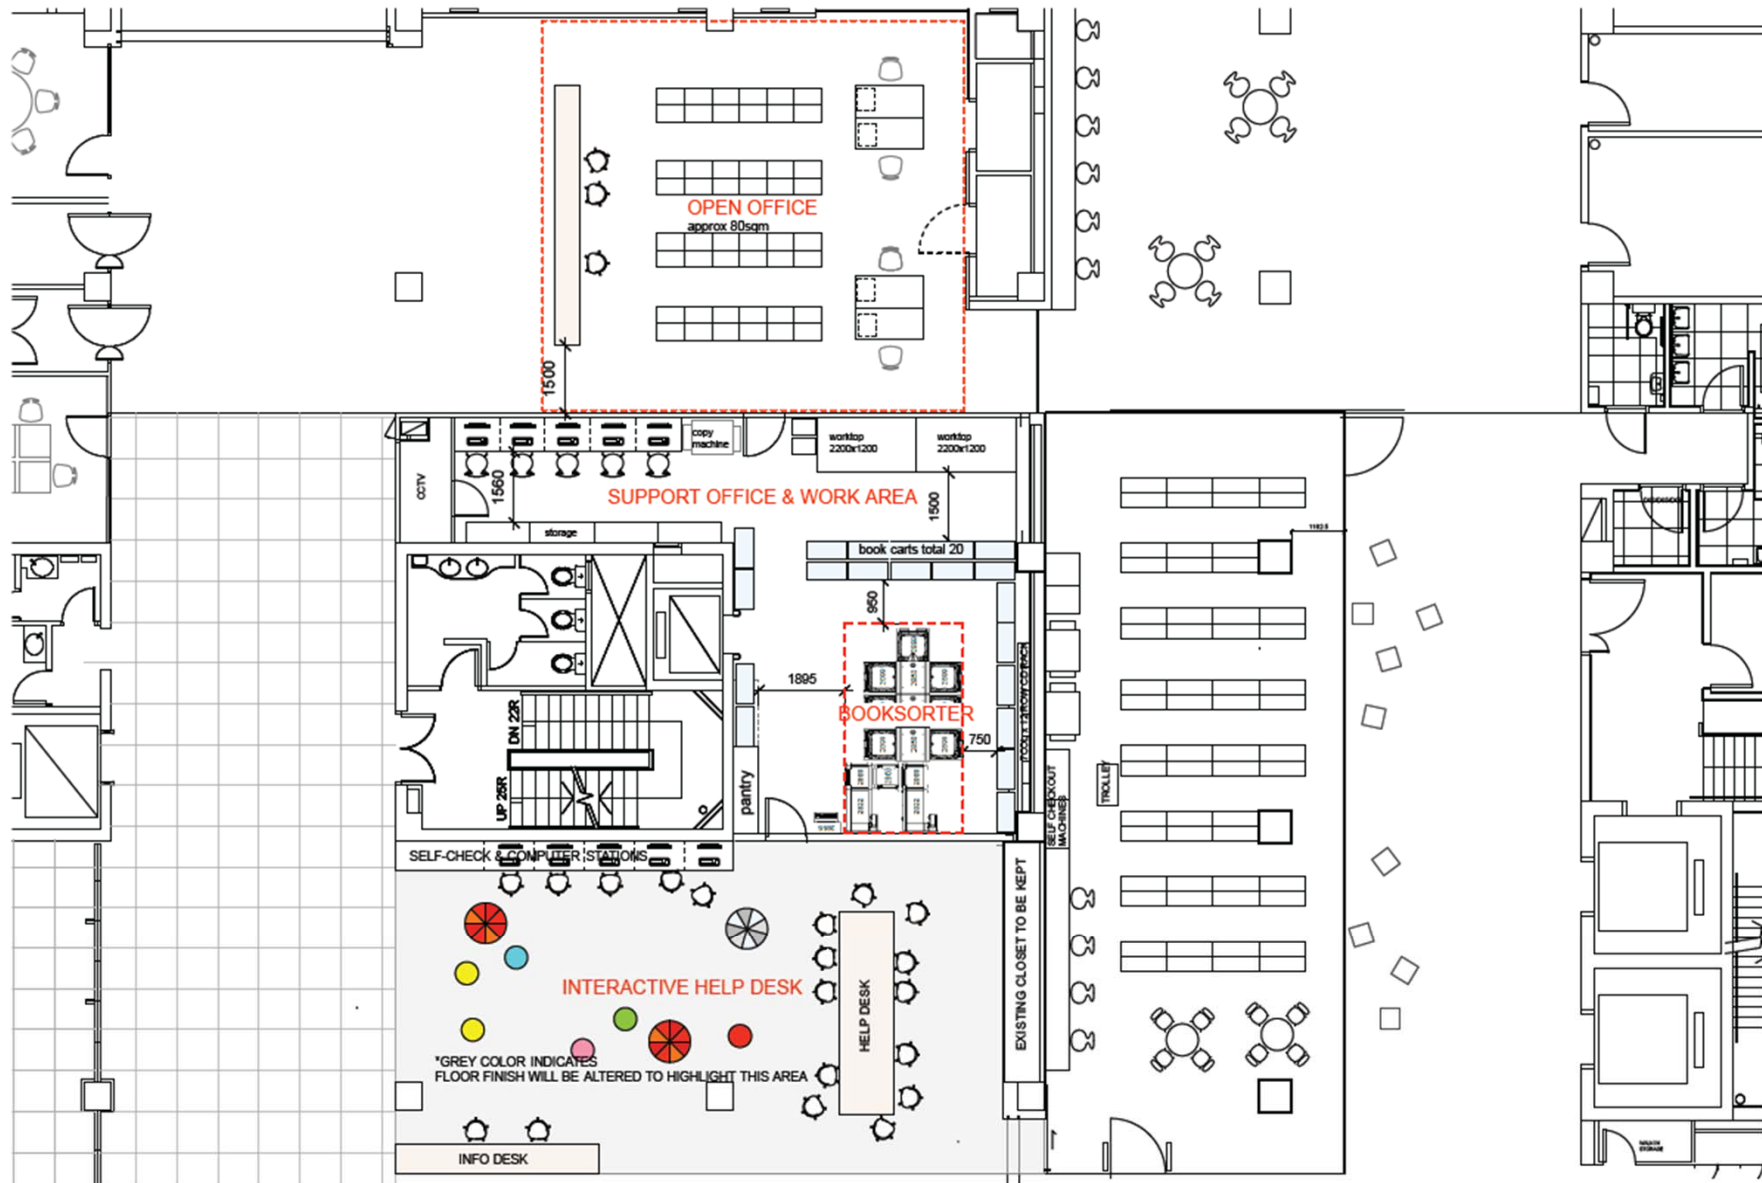 OPEN OFFICE
approx 80sqm
1500
copy
machine
worktop
2200x1200
worktop
2200x1200
CCTV
1560
SUPPORT OFFICE & WORK AREA
1500
storage
book carts total 20
950
1895
BOOKSORTER
750
DN 22R
UP 25R
pantry
SELF CHECKOUT
MACHINES
TROLLEY
SELF-CHECK & COMPUTER STATIONS
EXISTING CLOSET TO BE KEPT
INTERACTIVE HELP DESK
HELP DESK
*GREY COLOR INDICATES
FLOOR FINISH WILL BE ALTERED TO HIGHLIGHT THIS AREA
INFO DESK